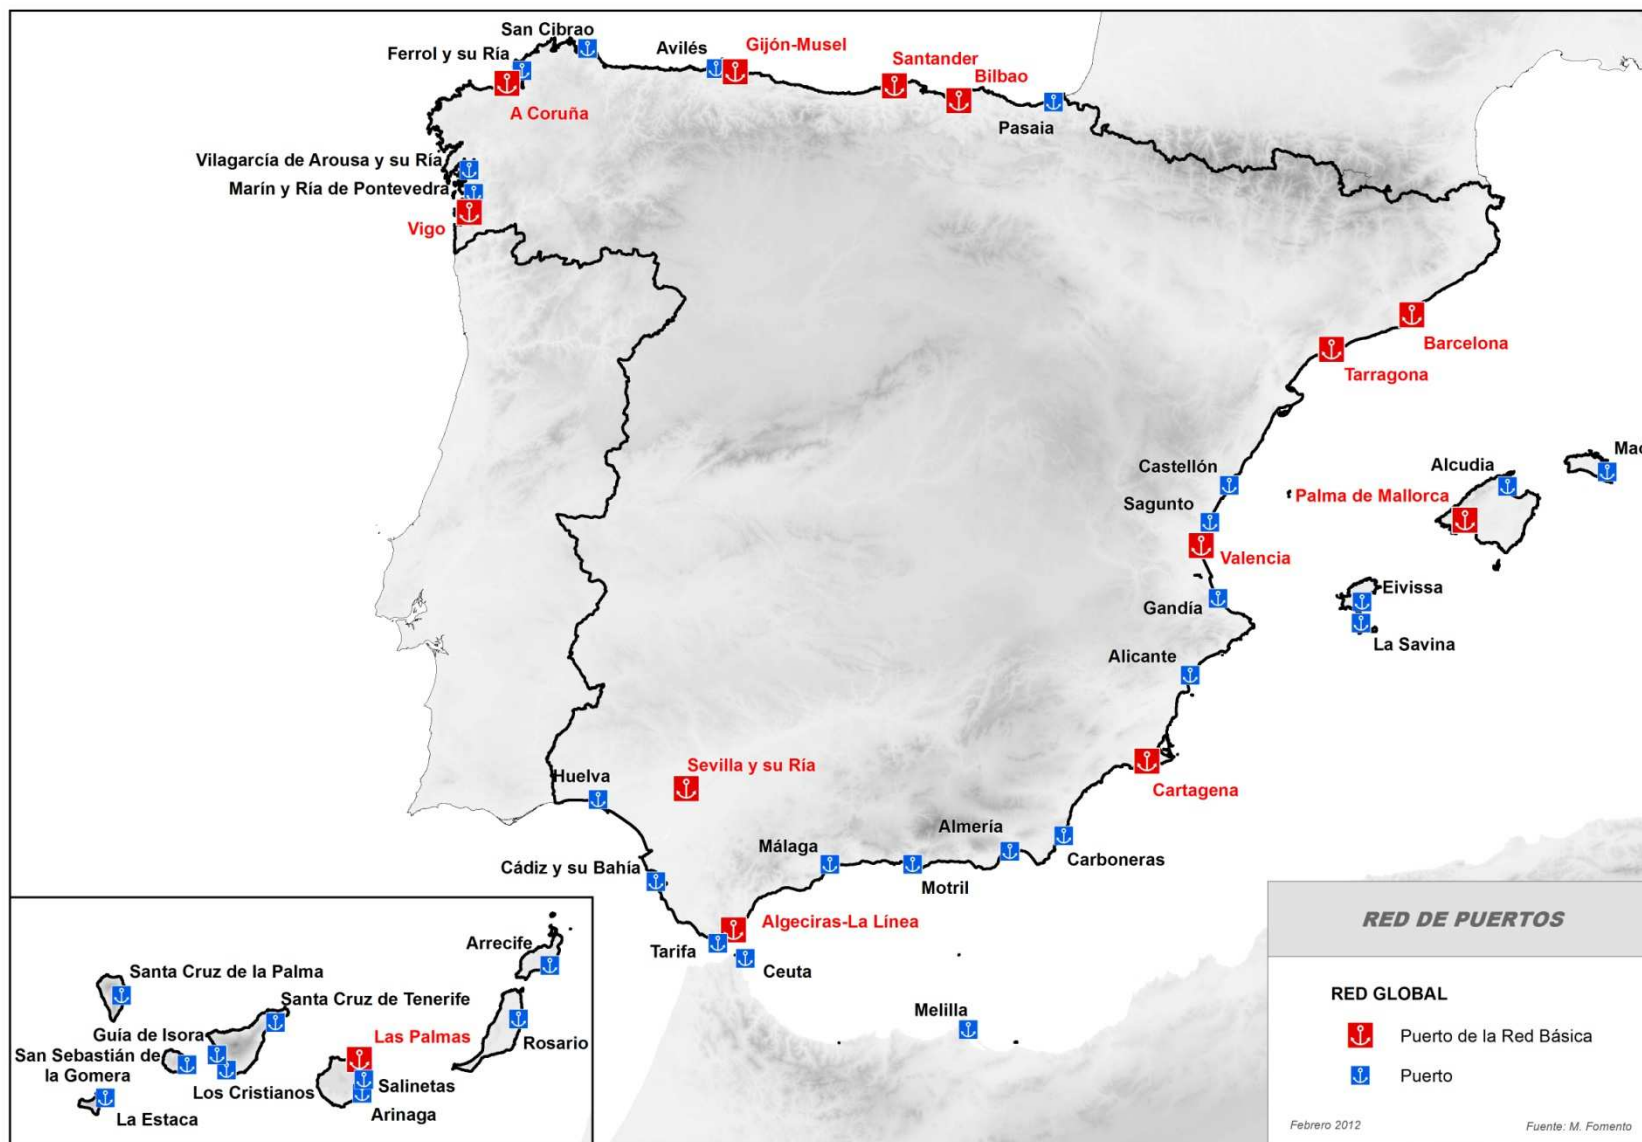 San Cibrao
Ferrol y su Ría
Avilés
Gijón-Musel
Santander
Bilbao
A Coruña
Pasaia
Vilagarcía de Arousa y su Ría
Marín y Ría de Pontevedra
Vigo
Barcelona
Tarragona
Castellón
Alcudia
Mac
Palma de Mallorca
Sagunto
Valencia
Eivissa
Gandía
La Savina
Alicante
Sevilla y su Ría
Huelva
Cartagena
Almería
Málaga
Carboneras
Cádiz y su Bahía
Motril
Algeciras-La Línea
Tarifa
Ceuta
Melilla
Arrecife
Santa Cruz de la Palma
Santa Cruz de Tenerife
Guía de Isora
Las Palmas
Rosario
San Sebastián de
la Gomera
Los Cristianos
Salinetas
La Estaca
Arinaga
RED DE PUERTOS
RED GLOBAL
Puerto de la Red Básica
Puerto
Febrero 2012
Fuente: M. Fomento